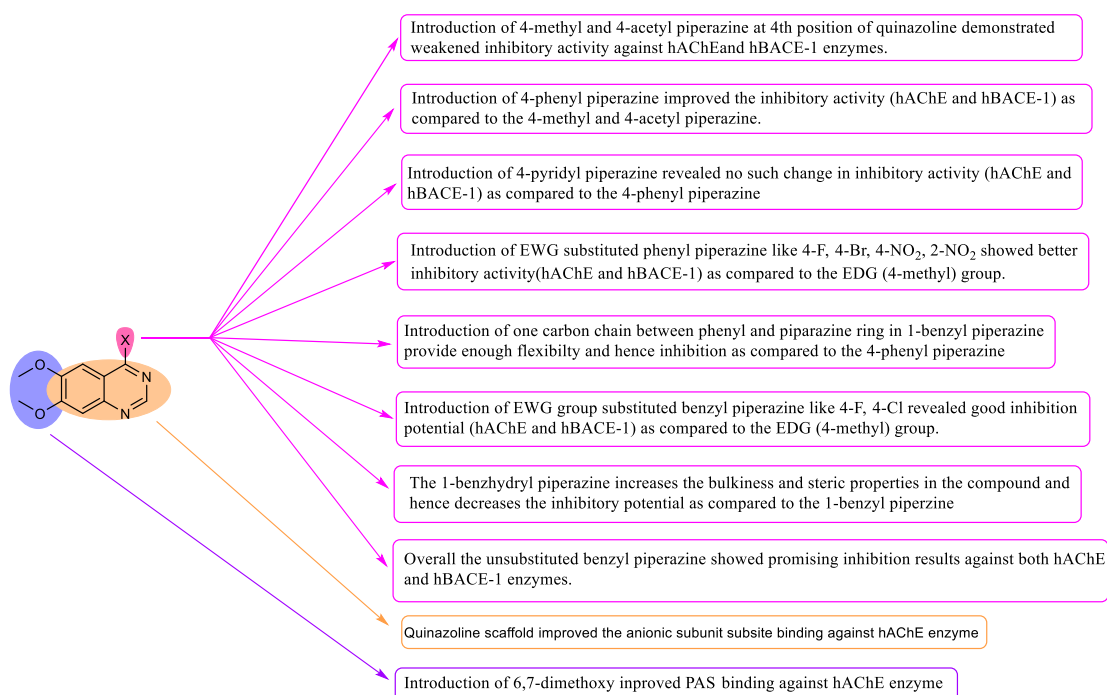 Introduction of 4-methyl and 4-acetyl piperazine at 4th position of quinazoline demonstrated
weakened inhibitory activity against hAChEand hBACE-1 enzymes.
Introduction of 4-phenyl piperazine improved the inhibitory activity (hAChE and hBACE-1) as
compared to the 4-methyl and 4-acetyl piperazine.
Introduction of 4-pyridyl piperazine revealed no such change in inhibitory activity (hAChE and
hBACE-1) as compared to the 4-phenyl piperazine
Introduction of EWG substituted phenyl piperazine like 4-F, 4-Br, 4-NO2, 2-NO2 showed better
inhibitory activity(hAChE and hBACE-1) as compared to the EDG (4-methyl) group.
Introduction of one carbon chain between phenyl and piparazine ring in 1-benzyl piperazine
provide enough flexibilty and hence inhibition as compared to the 4-phenyl piperazine
Introduction of EWG group substituted benzyl piperazine like 4-F, 4-Cl revealed good inhibition
potential (hAChE and hBACE-1) as compared to the EDG (4-methyl) group.
The 1-benzhydryl piperazine increases the bulkiness and steric properties in the compound and
hence decreases the inhibitory potential as compared to the 1-benzyl piperzine
Overall the unsubstituted benzyl piperazine showed promising inhibition results against both hAChE
and hBACE-1 enzymes.
Quinazoline scaffold improved the anionic subunit subsite binding against hAChE enzyme
Introduction of 6,7-dimethoxy inproved PAS binding against hAChE enzyme
X
O
N
O
N